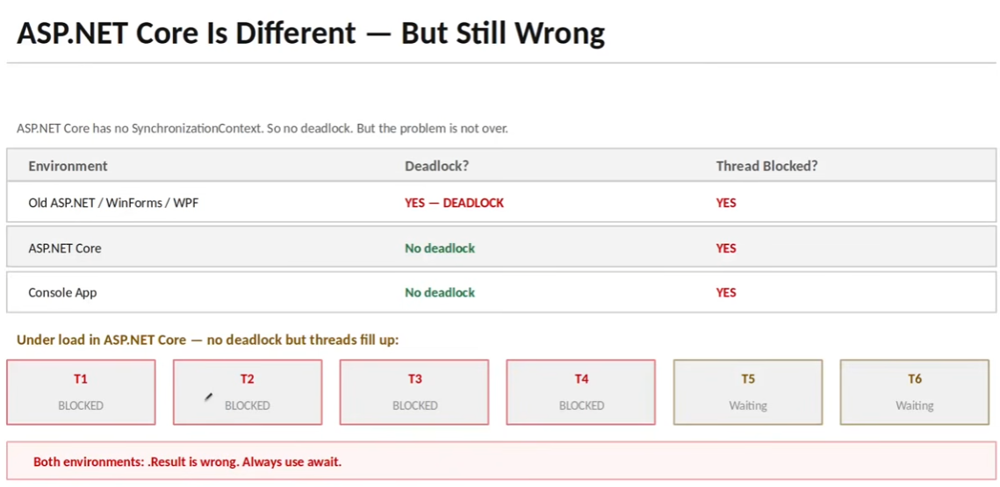 ASP.NET Core Is Different — But Still Wrong
ASP.NET Core has no SynchronizationContext. So no deadlock. But the problem is not over.
Environment Deadlock? Thread Blocked?
Old ASP.NET / WinForms / WPF YES — DEADLOCK YES
ASP.NET Core No deadlock YES
Console App No deadlock YES
Under load in ASP.NET Core — no deadlock but threads fill up:
T1 T2 T3 T4 T5 T6
BLOCKED BLOCKED BLOCKED BLOCKED Waiting Waiting
Both environments: .Result is wrong. Always use await.